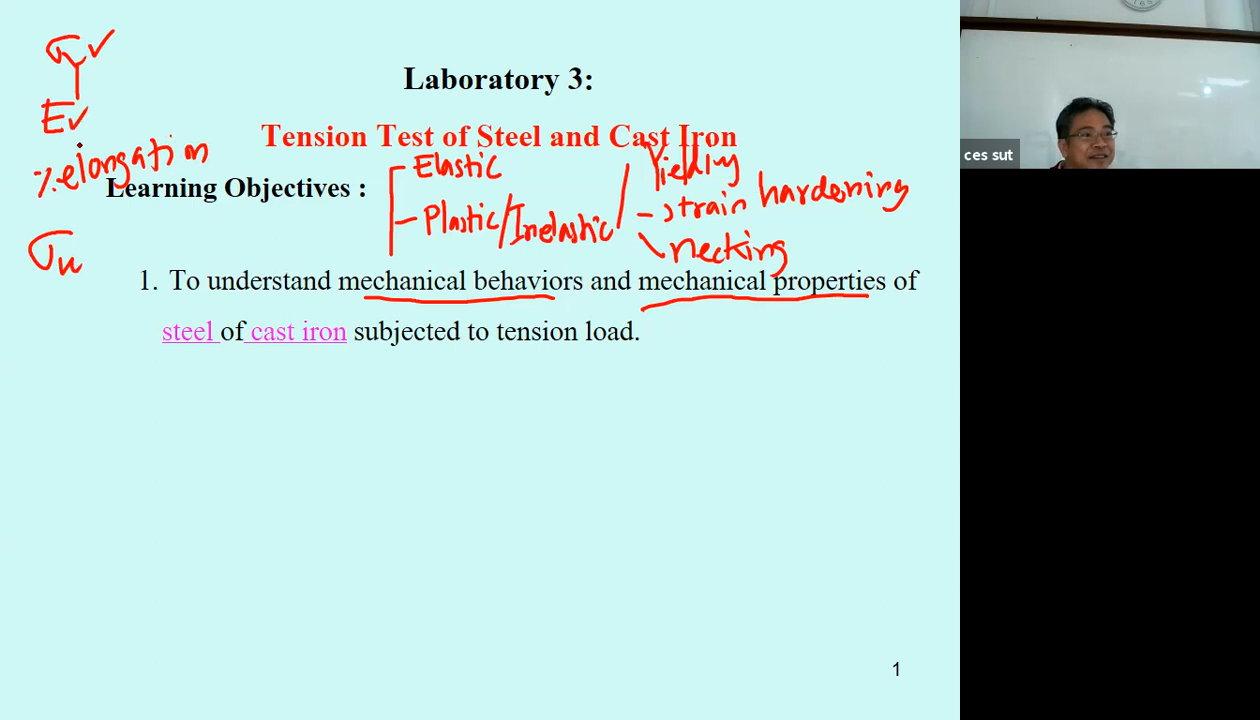 σy ✓
E✓
% elongation
σu
Laboratory 3:
Tension Test of Steel and Cast Iron
Learning Objectives :
Elastic
Plastic/Inelastic
Yielding
- strain hardening
necking
1. To understand mechanical behaviors and mechanical properties of
steel of cast iron subjected to tension load.
1
ces sut